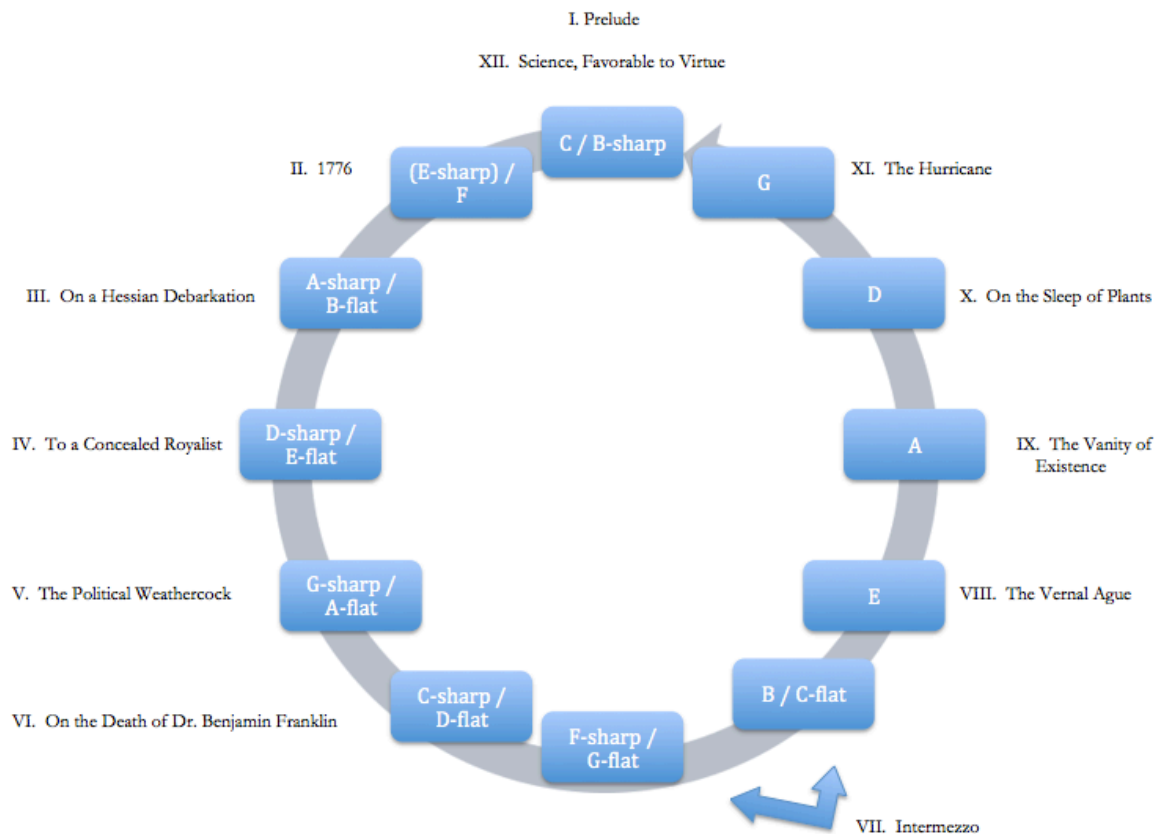 I. Prelude
XII. Science, Favorable to Virtue
C / B-sharp
II. 1776
(E-sharp) /
F
G
XI. The Hurricane
III. On a Hessian Debarkation
A-sharp /
B-flat
D
X. On the Sleep of Plants
IV. To a Concealed Royalist
D-sharp /
E-flat
A
IX. The Vanity of
Existence
V. The Political Weathercock
G-sharp /
A-flat
E
VIII. The Vernal Ague
VI. On the Death of Dr. Benjamin Franklin
C-sharp /
D-flat
F-sharp /
G-flat
B / C-flat
VII. Intermezzo